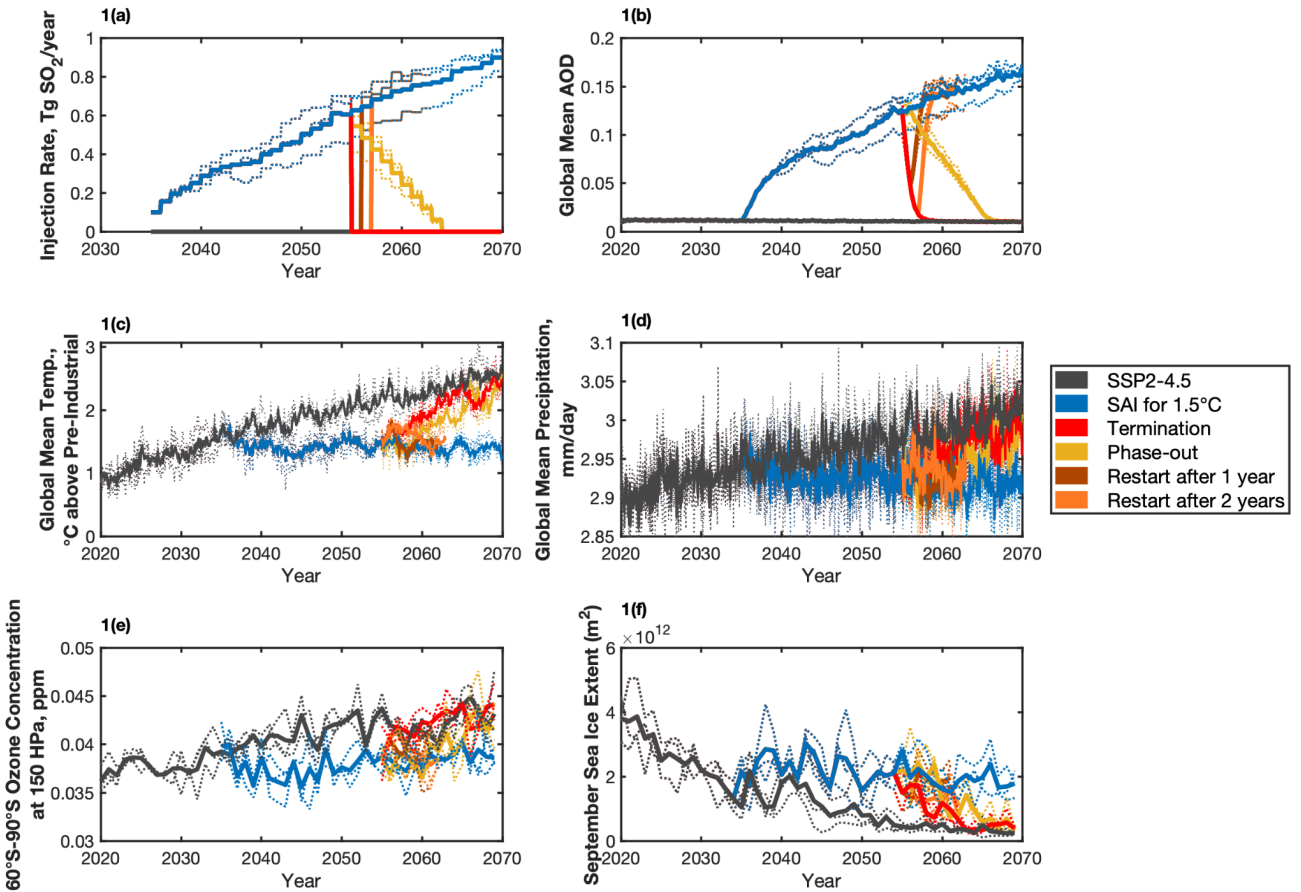 1(a)
Injection Rate, Tg SO2/year
1
0.8
0.6
0.4
0.2
0
2030
2040
2050
2060
2070
Year
1(b)
Global Mean AOD
0.2
0.15
0.1
0.05
0
2020
2030
2040
2050
2060
2070
Year
1(c)
Global Mean Temp.,
°C above Pre-Industrial
3
2
1
0
2020
2030
2040
2050
2060
2070
Year
1(d)
Global Mean Precipitation,
mm/day
3.1
3.05
3
2.95
2.9
2.85
2020
2030
2040
2050
2060
2070
Year
SSP2-4.5
SAI for 1.5°C
Termination
Phase-out
Restart after 1 year
Restart after 2 years
1(e)
60°S-90°S Ozone Concentration
at 150 HPa, ppm
0.05
0.045
0.04
0.035
0.03
2020
2030
2040
2050
2060
2070
Year
1(f)
September Sea Ice Extent (m²)
×10¹²
6
4
2
0
2020
2030
2040
2050
2060
2070
Year